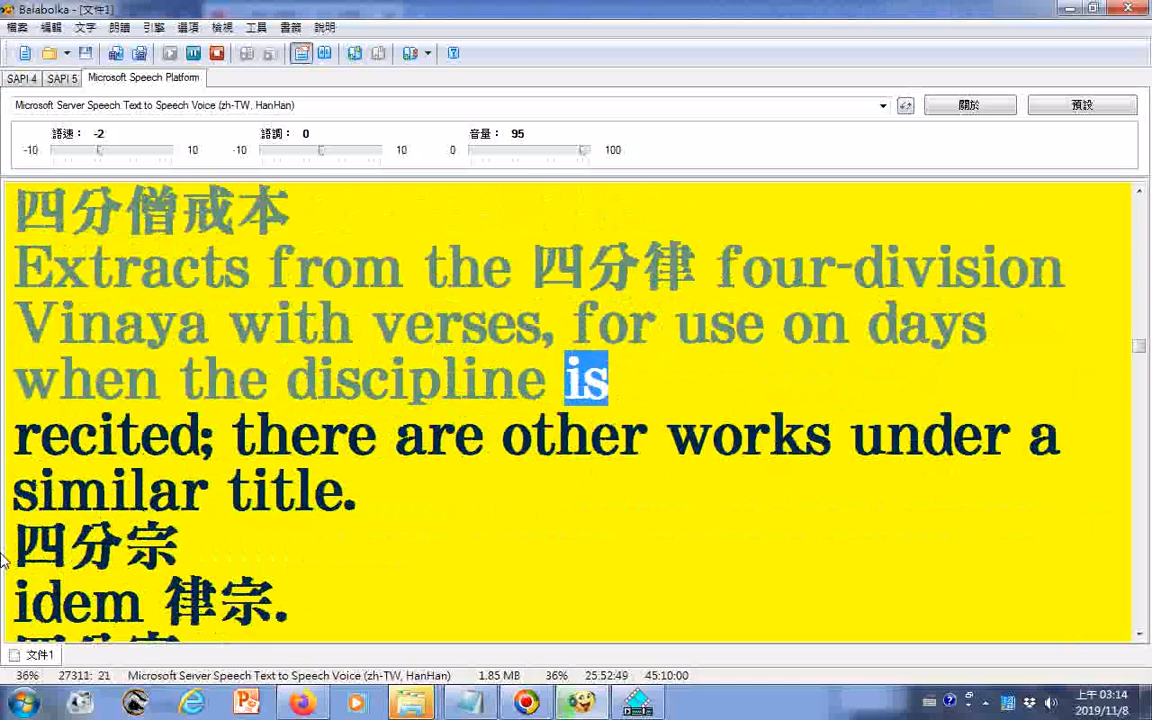 Balabolka - [文件1]
檔案 編輯 文字 朗讀 引擎 選項 檢視 工具 書籤 說明
SAPI 4 SAPI 5 Microsoft Speech Platform
Microsoft Server Speech Text to Speech Voice (zh-TW, HanHan) 關於 預設
語速： -2 語調： 0 音量： 95
-10 10 -10 10 0 100
四分僧戒本
Extracts from the 四分律 four-division
Vinaya with verses, for use on days
when the discipline is
recited; there are other works under a
similar title.
四分宗
idem 律宗.
文件1
36% 27311: 21 Microsoft Server Speech Text to Speech Voice (zh-TW, HanHan) 1.85 MB 36% 25:52:49 45:10:00
上午 03:14
2019/11/8